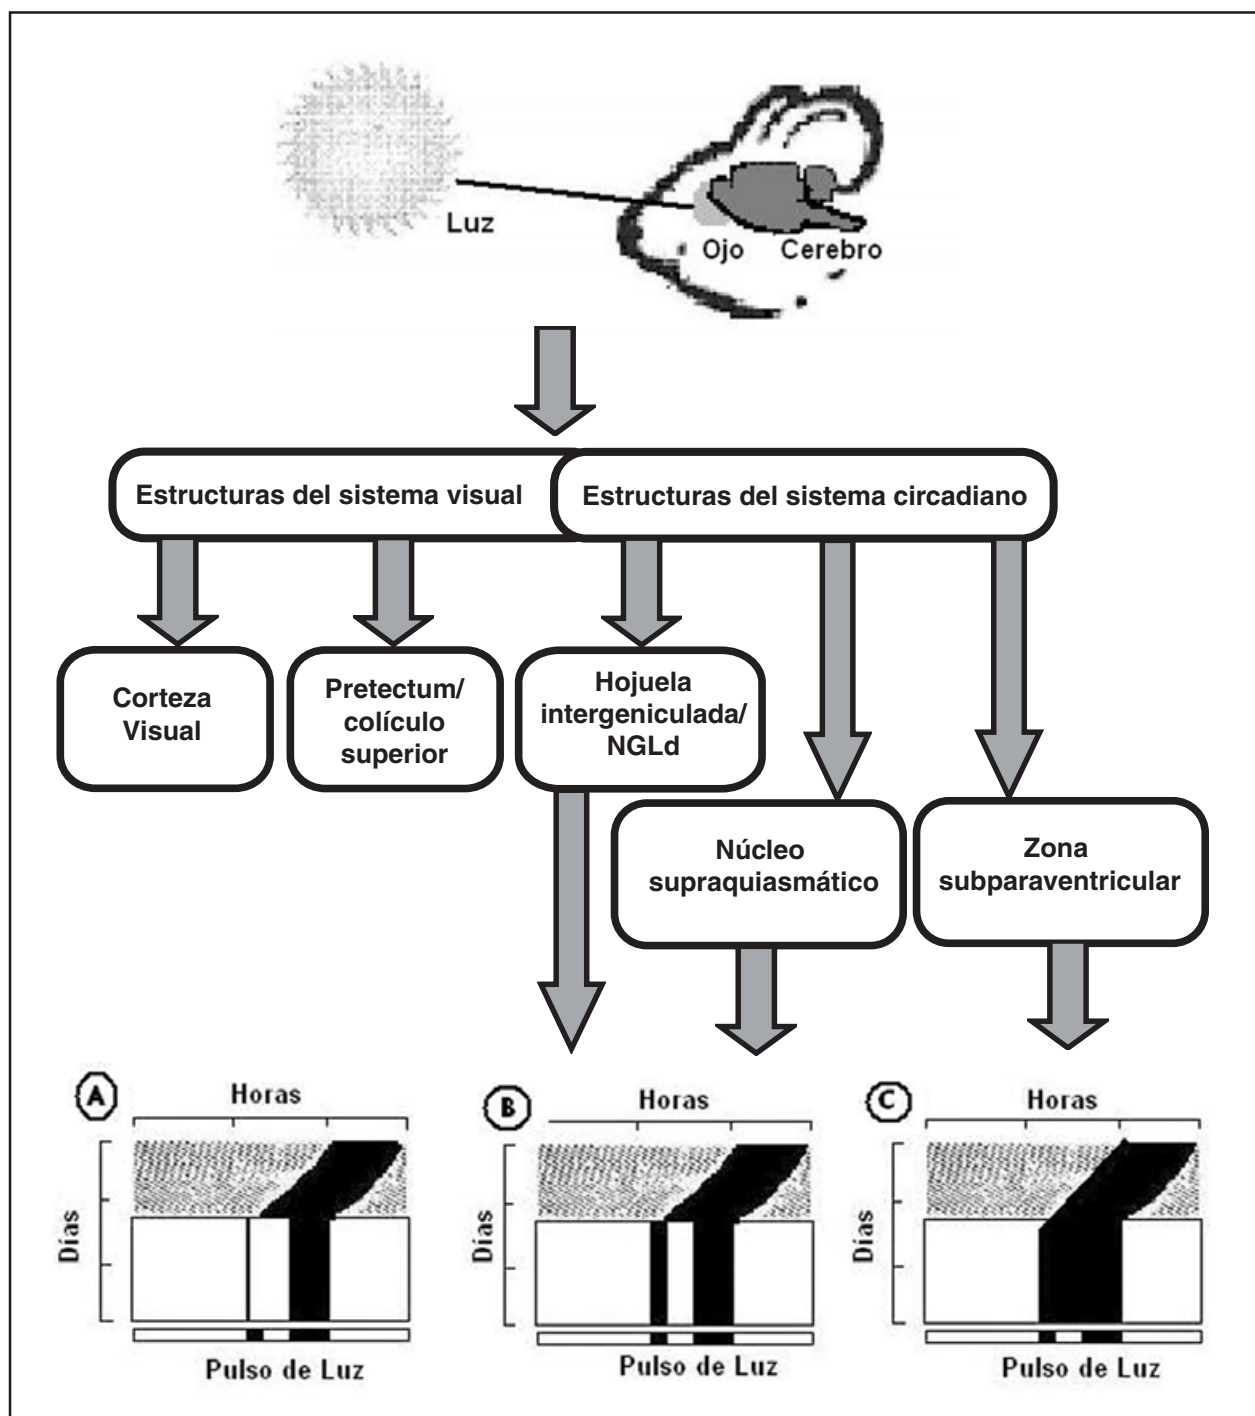 Luz
Ojo
Cerebro
Estructuras del sistema visual
Estructuras del sistema circadiano
Corteza
Visual
Pretectum/
colículo
superior
Hojuela
intergeniculada/
NGLd
Núcleo
supraquiasmático
Zona
subparaventricular
A
Horas
Días
Pulso de Luz
B
Horas
Días
Pulso de Luz
C
Horas
Días
Pulso de Luz